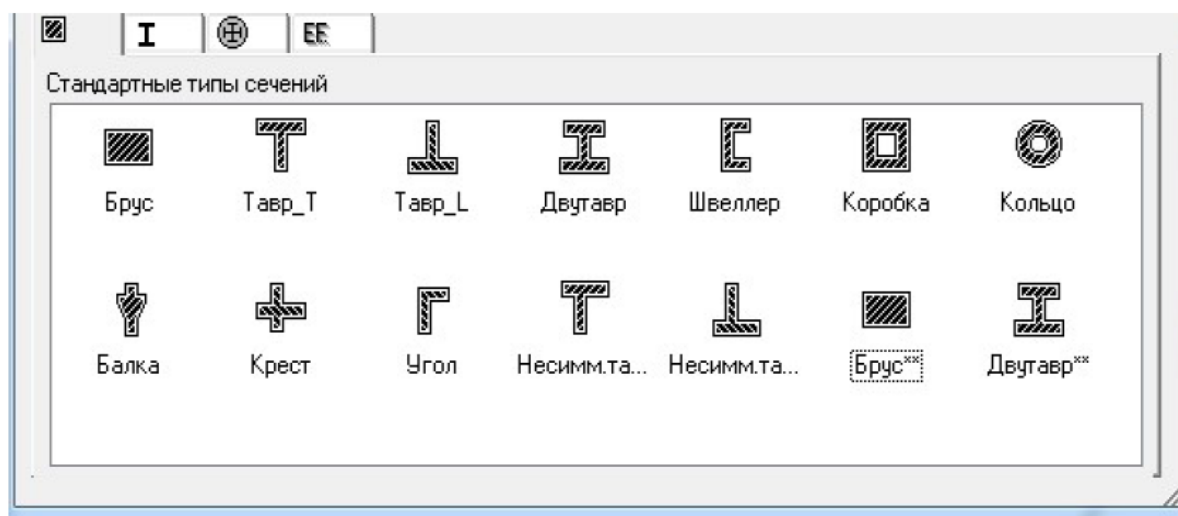 I EE
Стандартные типы сечений
Брус Тавр_Т Тавр_L Двутавр Швеллер Коробка Кольцо
Балка Крест Угол Несимм.та... Несимм.та... Брус** Двутавр**